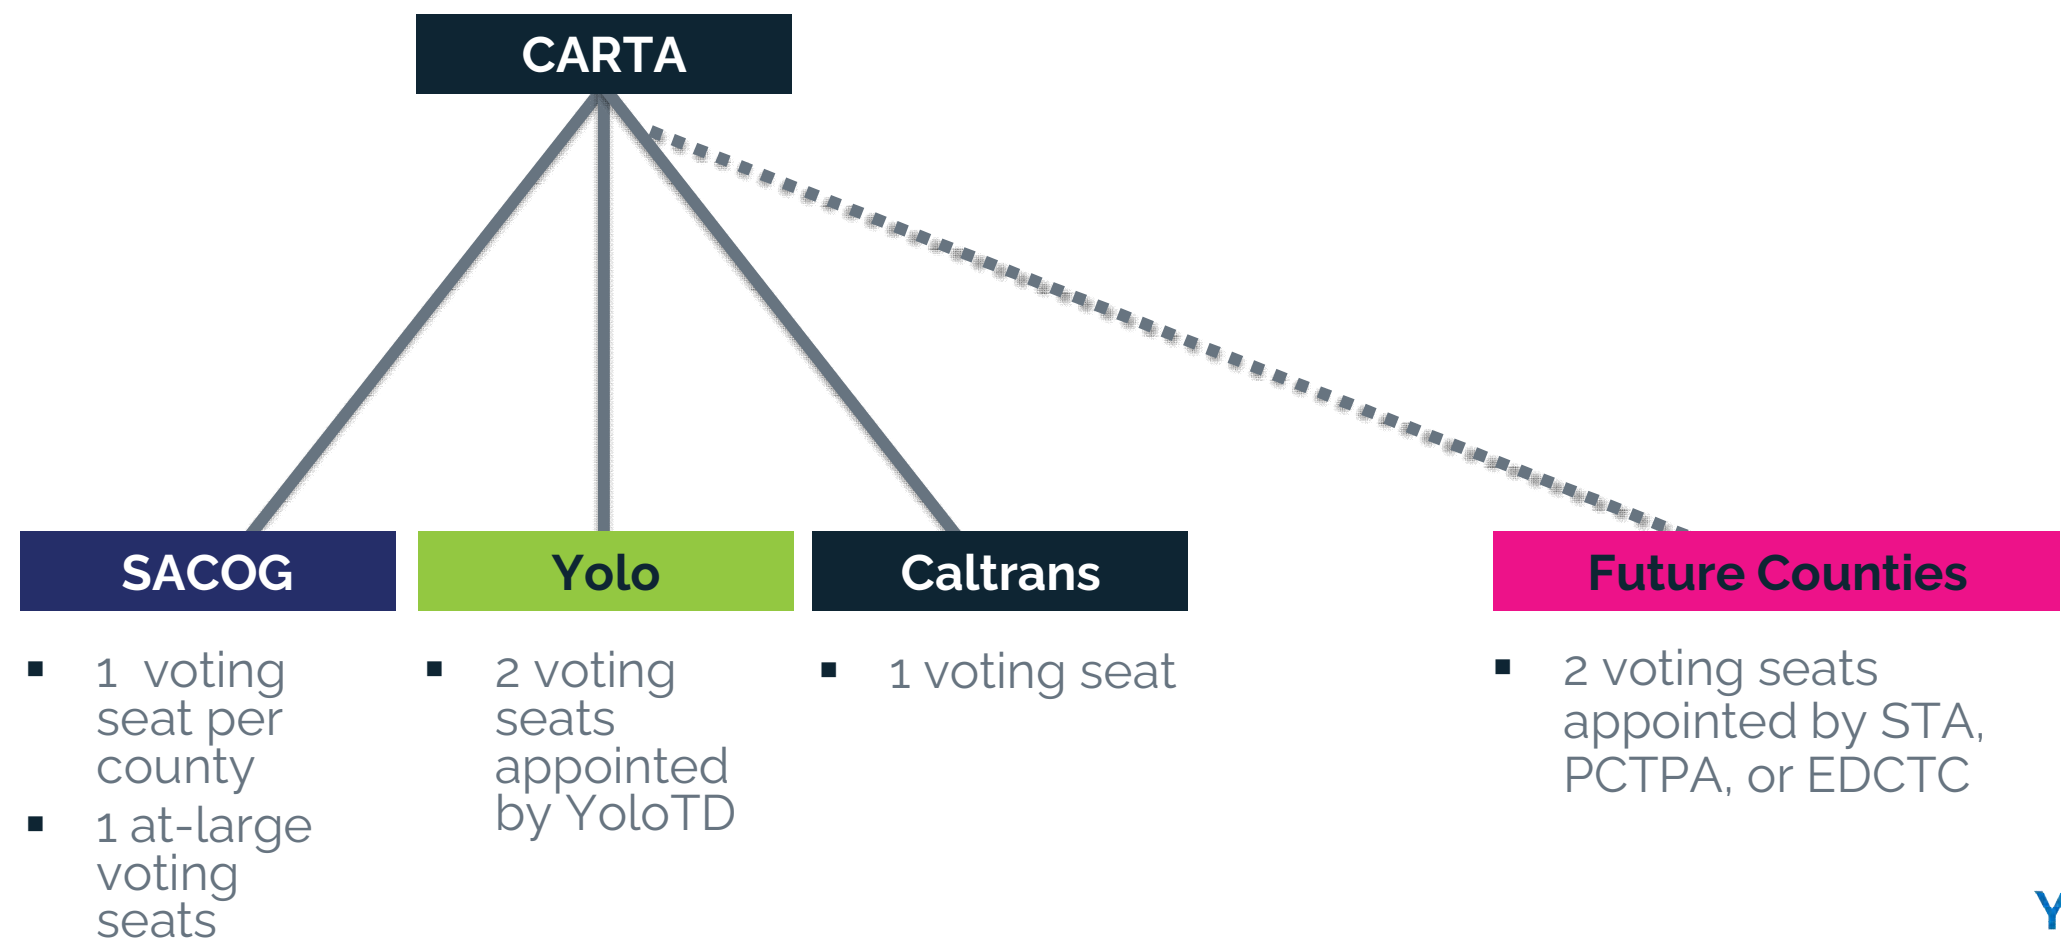 CARTA
SACOG
▪ 1 voting
seat per
county
▪ 1 at-large
voting
seats
Yolo
▪ 2 voting
seats
appointed
by YoloTD
Caltrans
▪ 1 voting seat
Future Counties
▪ 2 voting seats
appointed by STA,
PCTPA, or EDCTC
Y